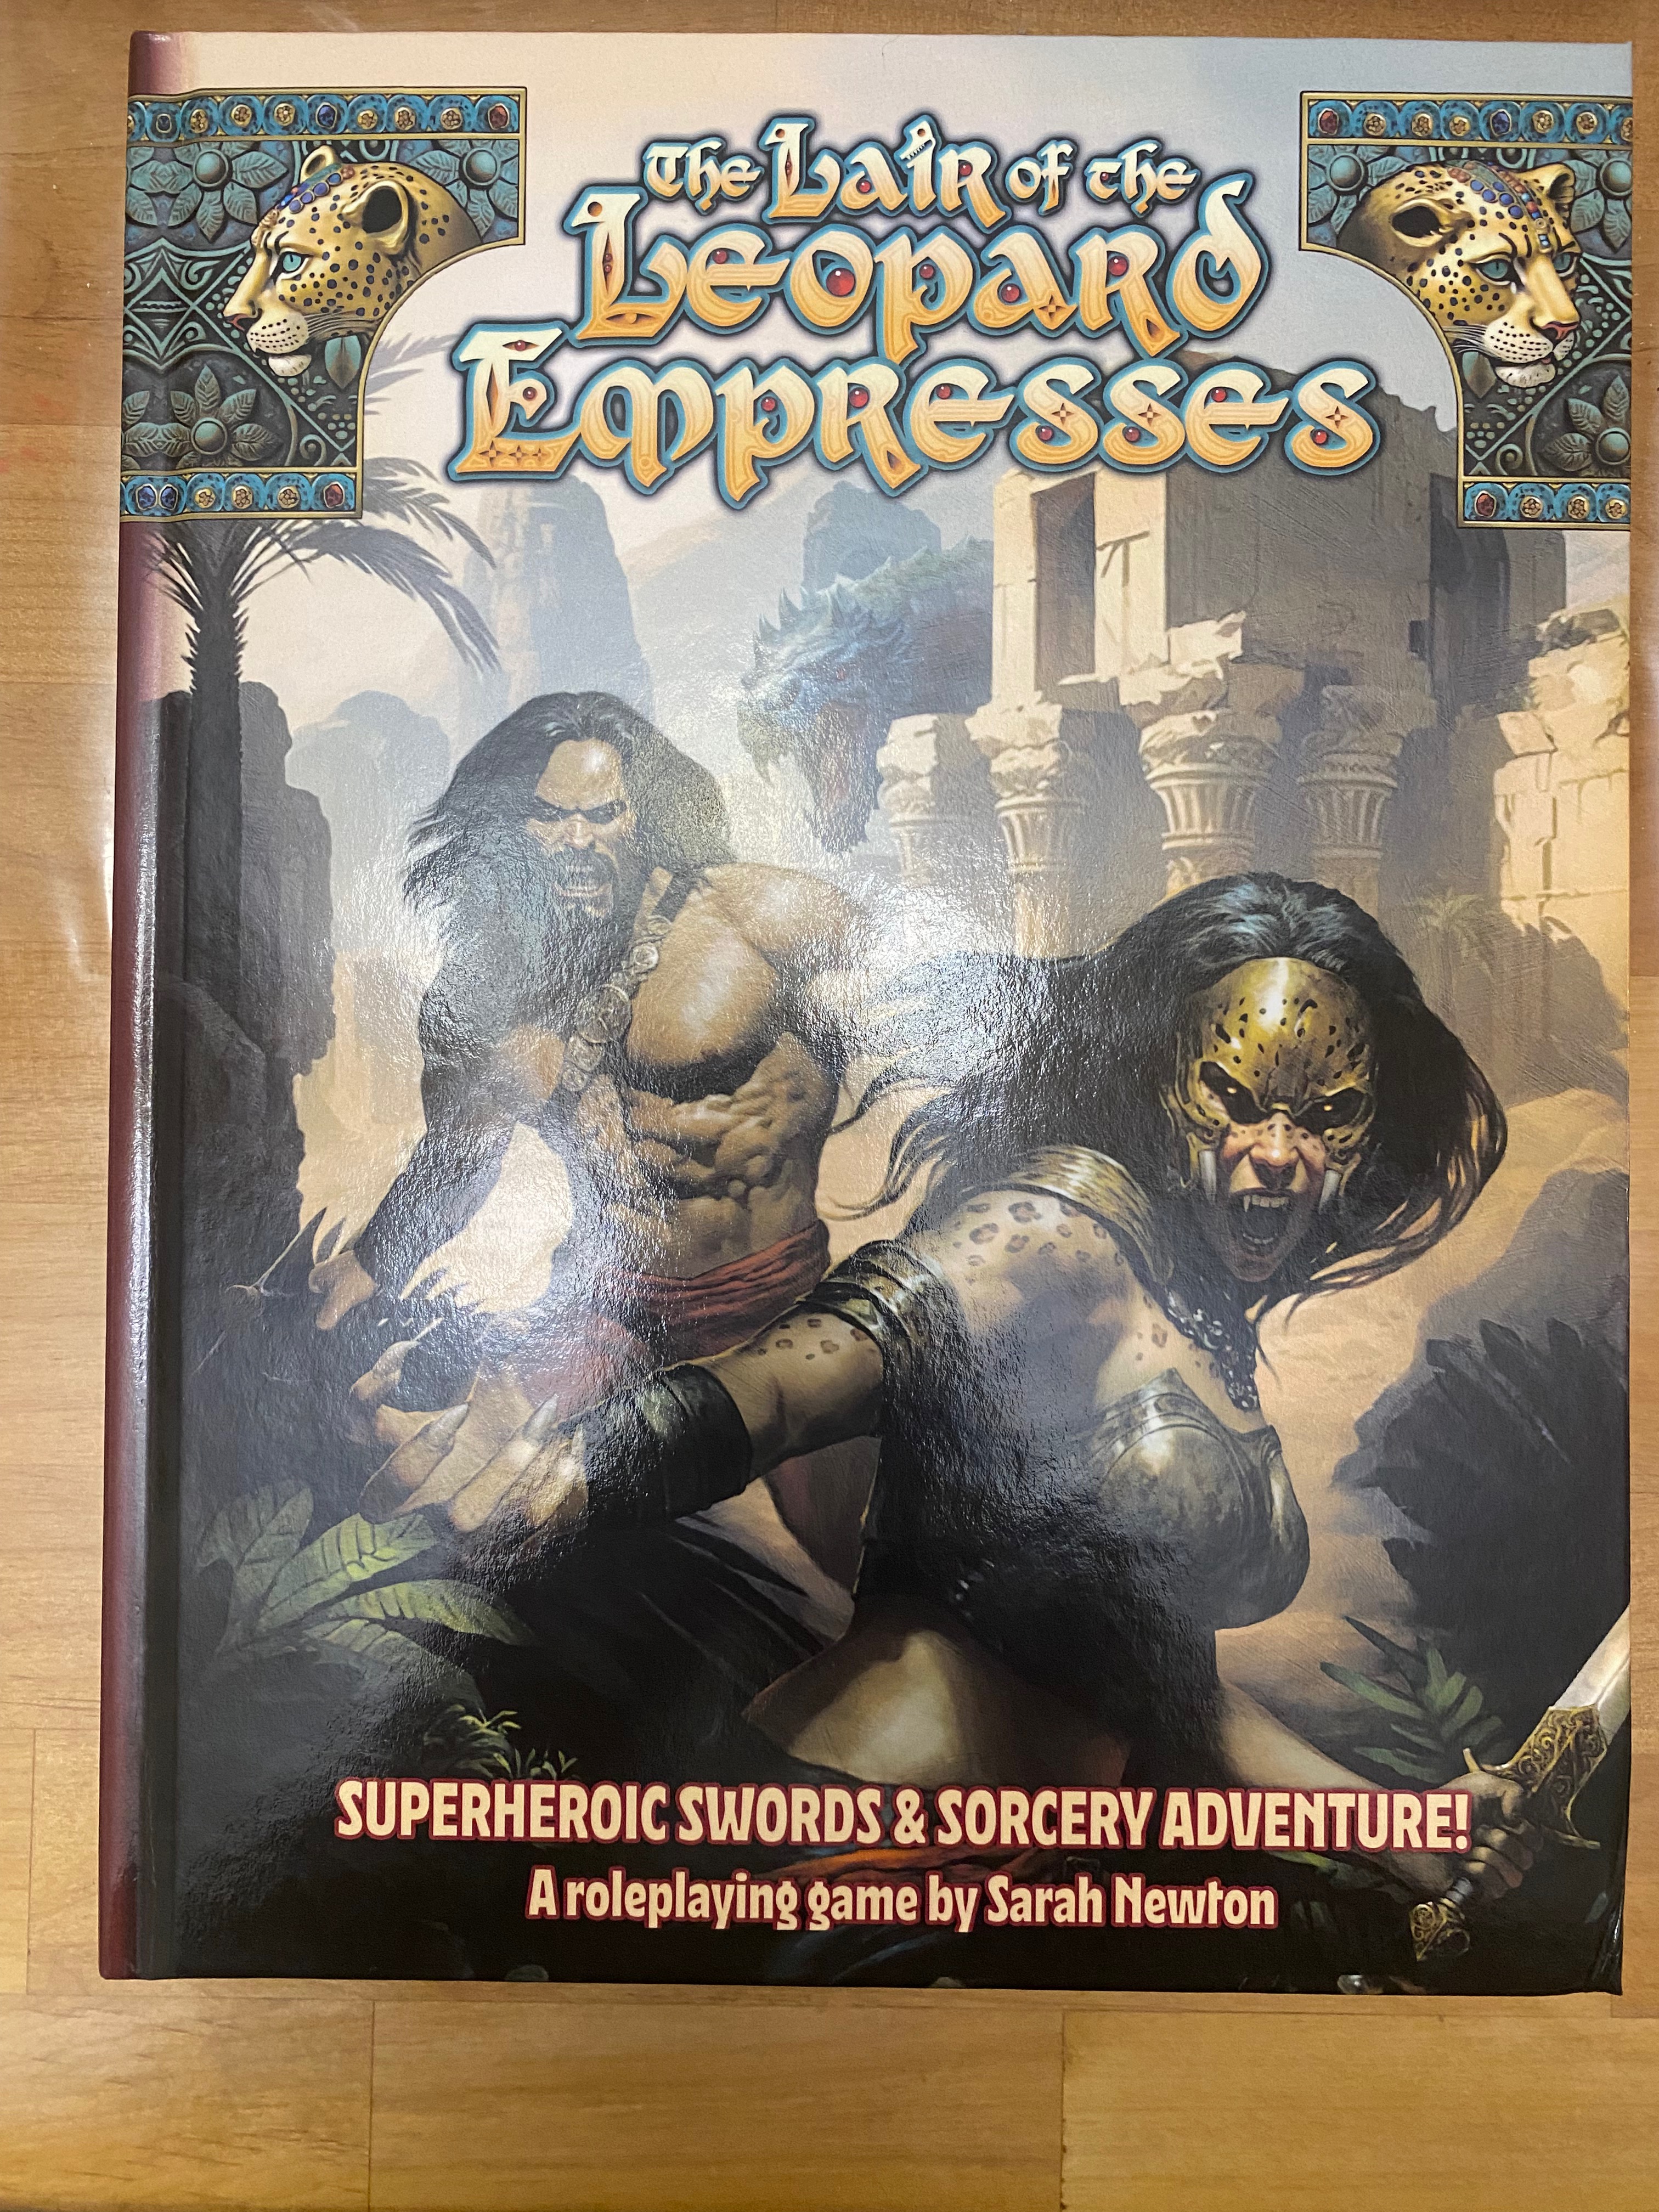 The Lair of the
Leopard
Empresses
SUPERHEROIC SWORDS & SORCERY ADVENTURE!
A roleplaying game by Sarah Newton